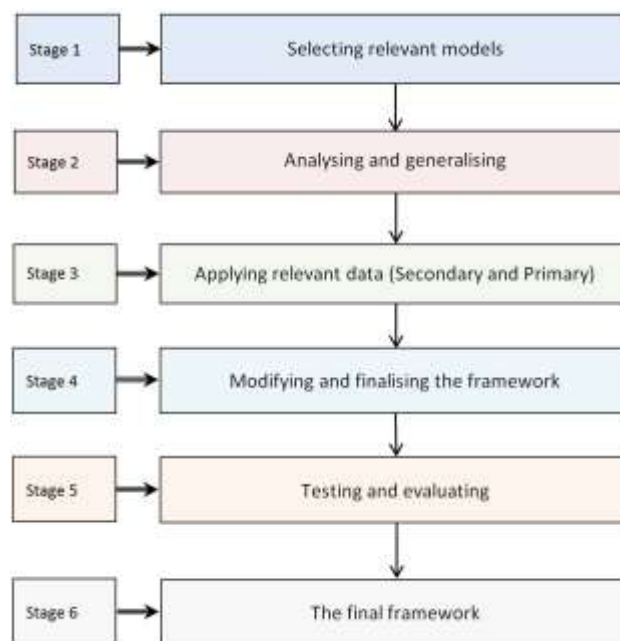 Stage 1
Selecting relevant models
Stage 2
Analysing and generalising
Stage 3
Applying relevant data (Secondary and Primary)
Stage 4
Modifying and finalising the framework
Stage 5
Testing and evaluating
Stage 6
The final framework